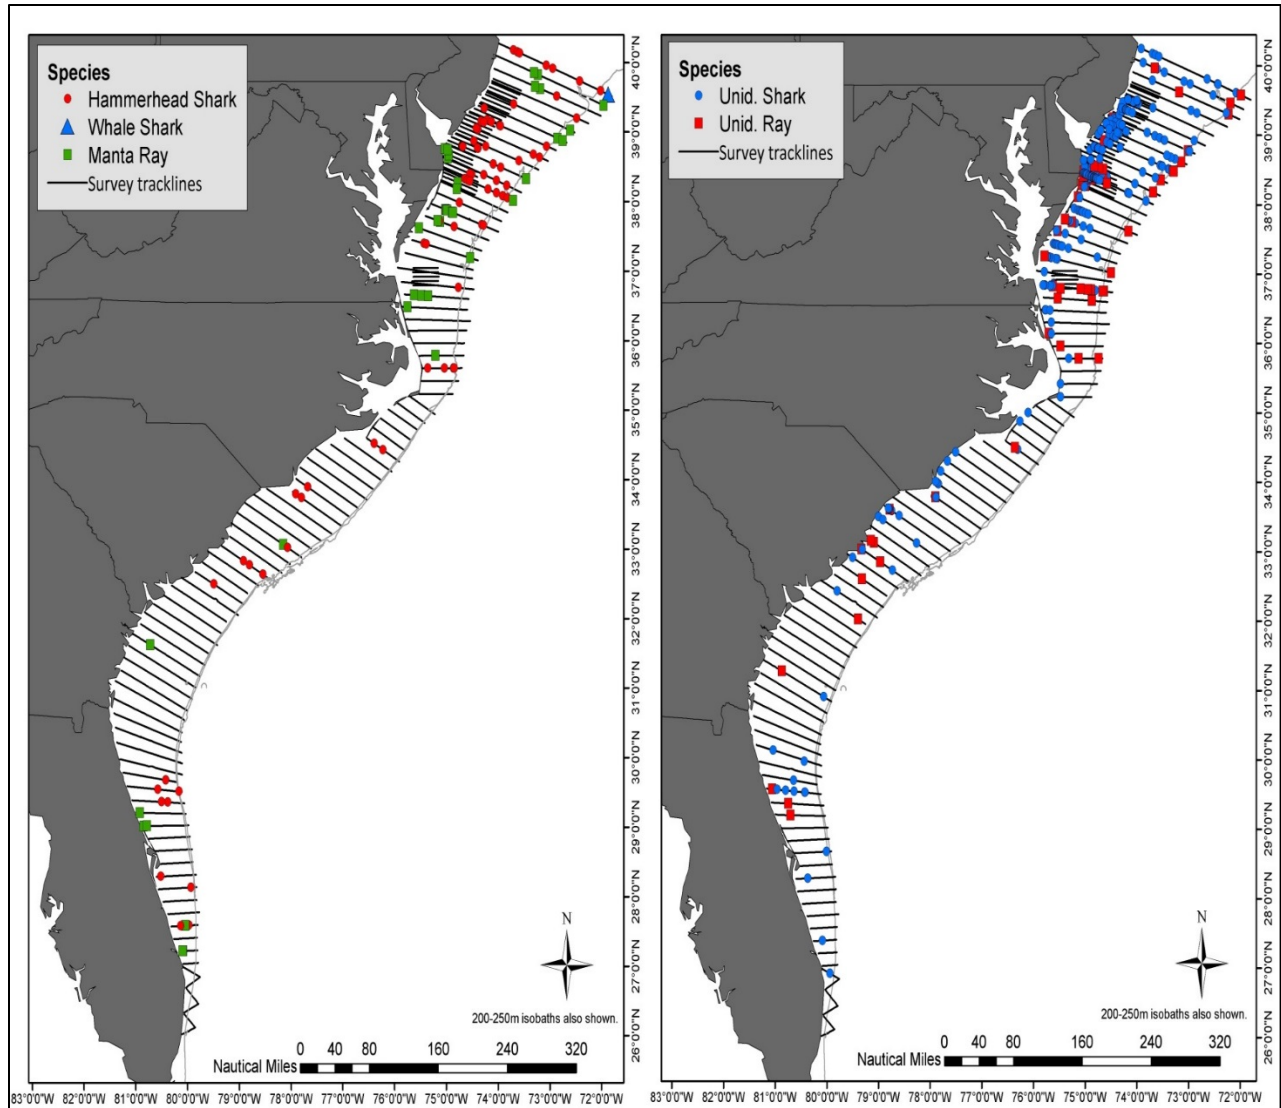 Species
Hammerhead Shark
Whale Shark
Manta Ray
Survey tracklines
40°0'0"N
39°0'0"N
38°0'0"N
37°0'0"N
36°0'0"N
35°0'0"N
34°0'0"N
33°0'0"N
32°0'0"N
31°0'0"N
30°0'0"N
29°0'0"N
28°0'0"N
27°0'0"N
26°0'0"N
N
200-250m isobaths also shown.
Nautical Miles
0 40 80 160 240 320
83°0'0"W 82°0'0"W 81°0'0"W 80°0'0"W 79°0'0"W 78°0'0"W 77°0'0"W 76°0'0"W 75°0'0"W 74°0'0"W 73°0'0"W 72°0'0"W
Species
Unid. Shark
Unid. Ray
Survey tracklines
40°0'0"N
39°0'0"N
38°0'0"N
37°0'0"N
36°0'0"N
35°0'0"N
34°0'0"N
33°0'0"N
32°0'0"N
31°0'0"N
30°0'0"N
29°0'0"N
28°0'0"N
27°0'0"N
26°0'0"N
N
200-250m isobaths also shown.
Nautical Miles
0 40 80 160 240 320
83°0'0"W 82°0'0"W 81°0'0"W 80°0'0"W 79°0'0"W 78°0'0"W 77°0'0"W 76°0'0"W 75°0'0"W 74°0'0"W 73°0'0"W 72°0'0"W